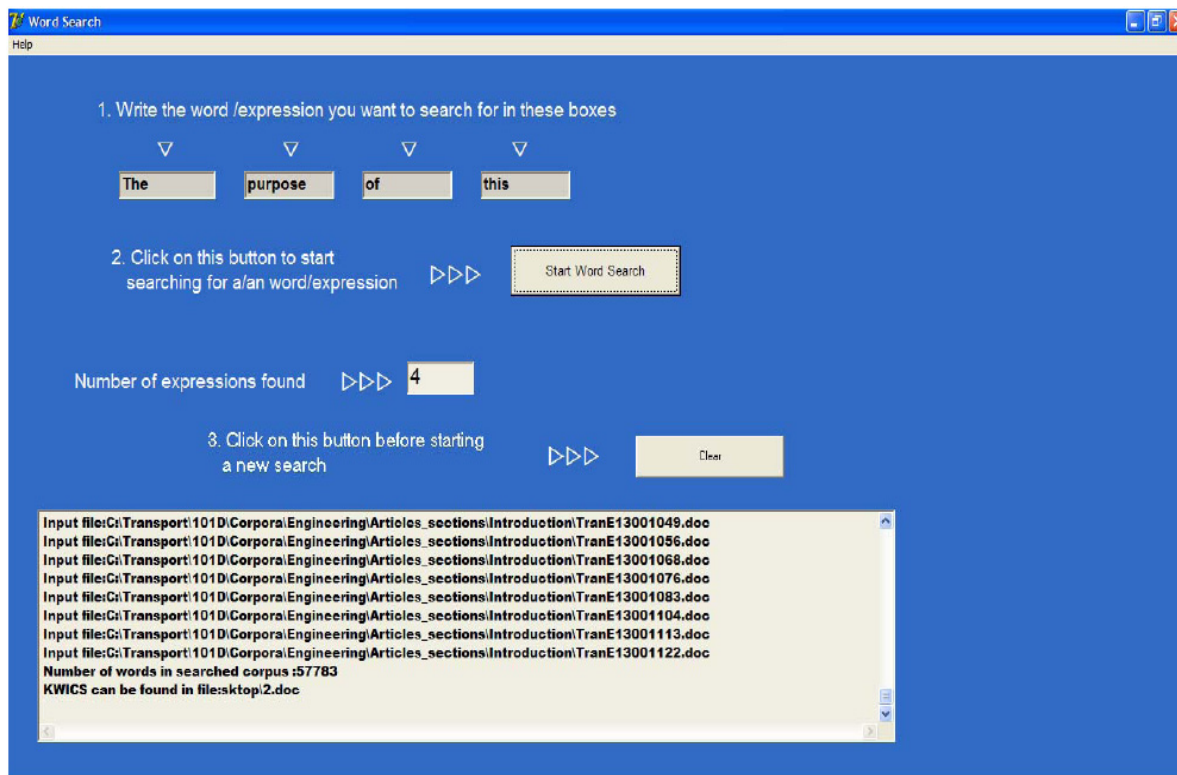 Word Search
Help
1. Write the word /expression you want to search for in these boxes
The purpose of this
2. Click on this button to start
searching for a/an word/expression
Start Word Search
Number of expressions found 4
3. Click on this button before starting
a new search
Clear
Input file:C:\Transport\101D\Corpora\Engineering\Articles_sections\Introduction\TranE13001049.doc
Input file:C:\Transport\101D\Corpora\Engineering\Articles_sections\Introduction\TranE13001056.doc
Input file:C:\Transport\101D\Corpora\Engineering\Articles_sections\Introduction\TranE13001068.doc
Input file:C:\Transport\101D\Corpora\Engineering\Articles_sections\Introduction\TranE13001076.doc
Input file:C:\Transport\101D\Corpora\Engineering\Articles_sections\Introduction\TranE13001083.doc
Input file:C:\Transport\101D\Corpora\Engineering\Articles_sections\Introduction\TranE13001104.doc
Input file:C:\Transport\101D\Corpora\Engineering\Articles_sections\Introduction\TranE13001113.doc
Input file:C:\Transport\101D\Corpora\Engineering\Articles_sections\Introduction\TranE13001122.doc
Number of words in searched corpus :57783
KWICS can be found in file:sktop\2.doc